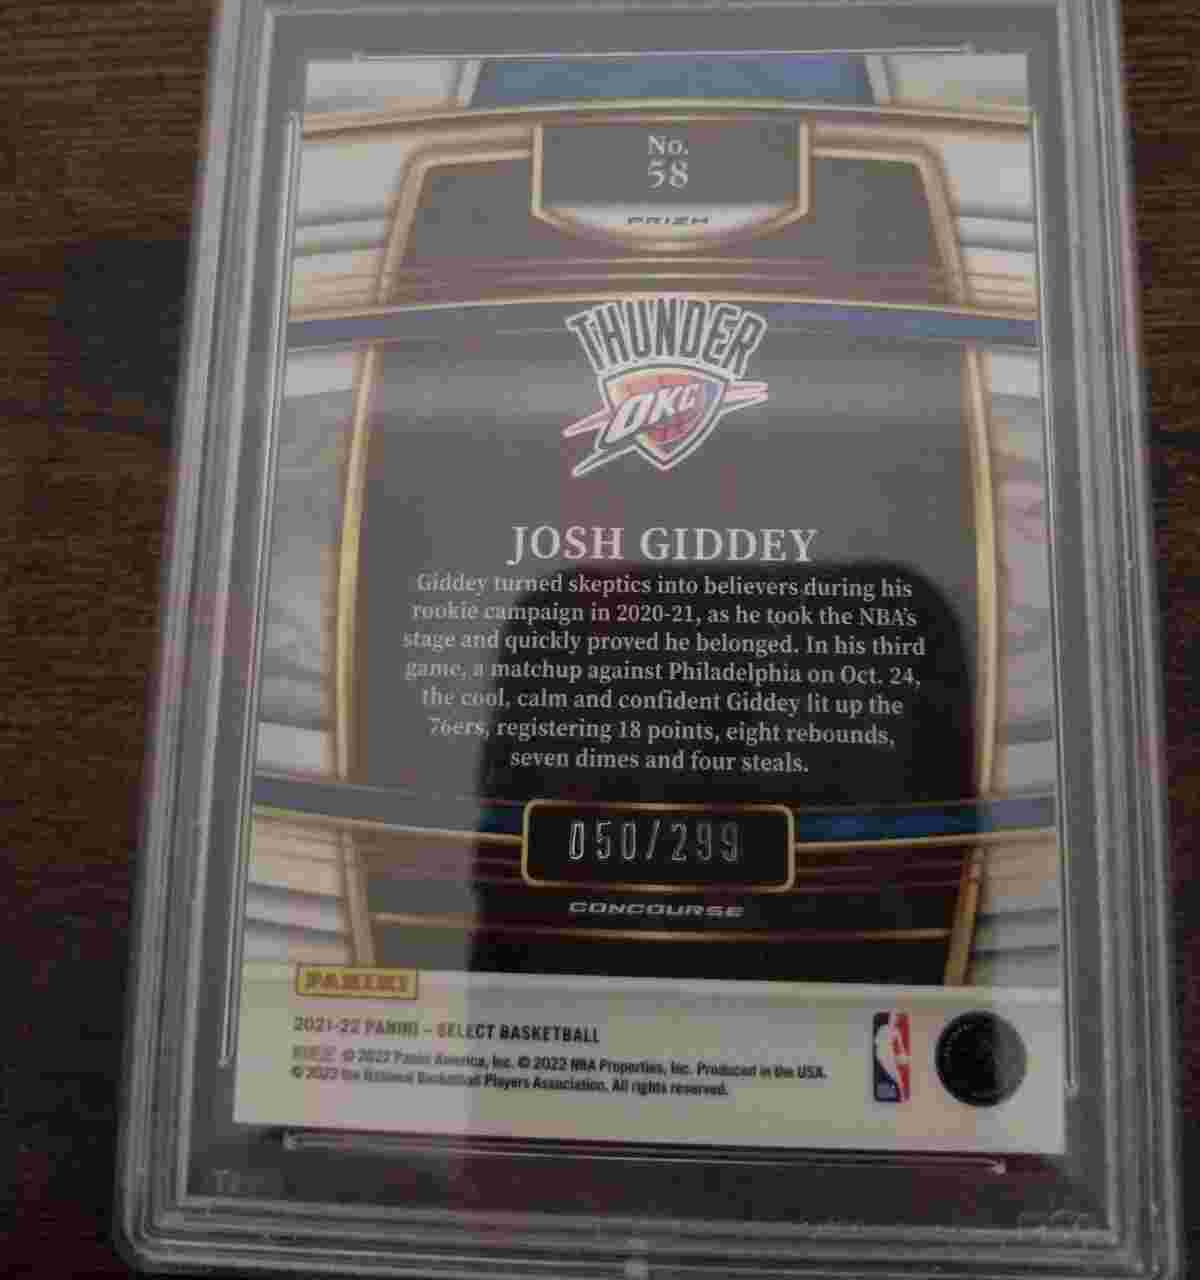 No.
58
PRIZM
THUNDER
OKC
JOSH GIDDEY
Giddey turned skeptics into believers during his
rookie campaign in 2020-21, as he took the NBA's
stage and quickly proved he belonged. In his third
game, a matchup against Philadelphia on Oct. 24,
the cool, calm and confident Giddey lit up the
76ers, registering 18 points, eight rebounds,
seven dimes and four steals.
050/299
CONCOURSE
PANINI
2021-22 PANINI – SELECT BASKETBALL
© 2022 Panini America, Inc. © 2022 NBA Properties, Inc. Produced in the USA.
© 2022 the National Basketball Players Association. All rights reserved.